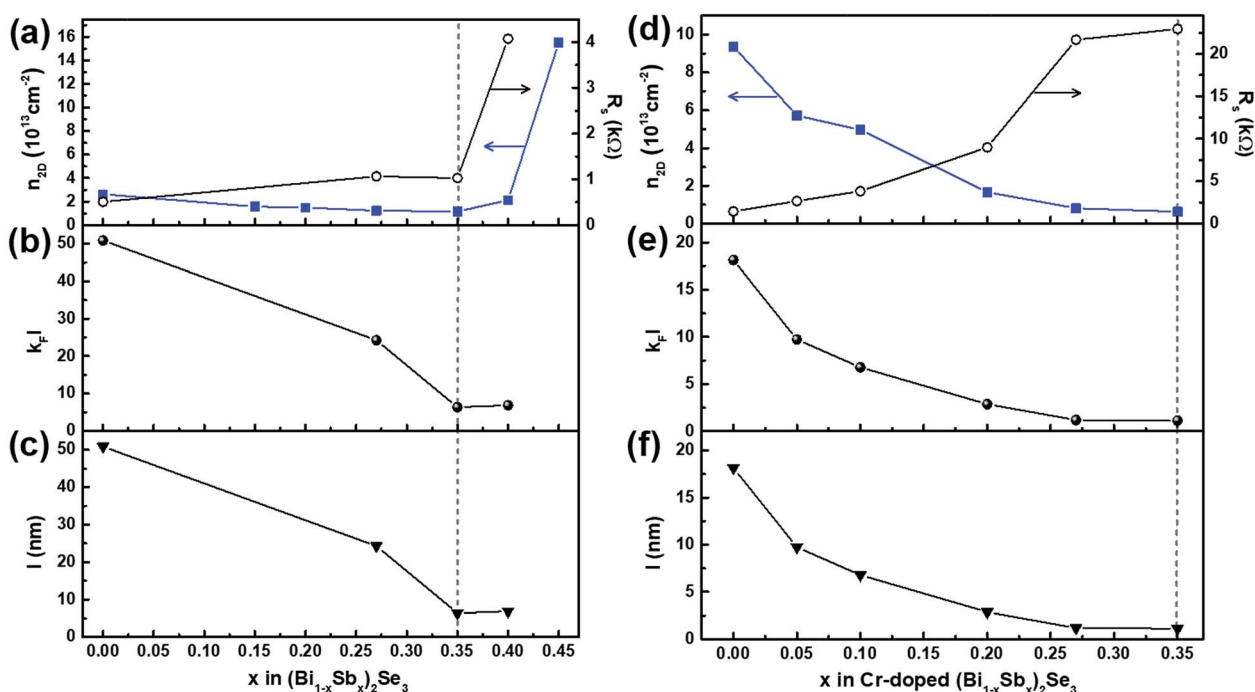 (a)
16
14
12
10
8
6
4
2
n2D (10^13cm^-2)
4
3
2
1
0
Rs (kΩ)
(b)
50
40
30
20
10
0
kFl
(c)
50
40
30
20
10
0
l (nm)
0.00 0.05 0.10 0.15 0.20 0.25 0.30 0.35 0.40 0.45
x in (Bi1-xSbx)2Se3
(d)
10
8
6
4
2
0
n2D (10^13cm^-2)
20
15
10
5
0
Rs (kΩ)
(e)
20
15
10
5
0
kFl
(f)
20
15
10
5
0
l (nm)
0.00 0.05 0.10 0.15 0.20 0.25 0.30 0.35
x in Cr-doped (Bi1-xSbx)2Se3